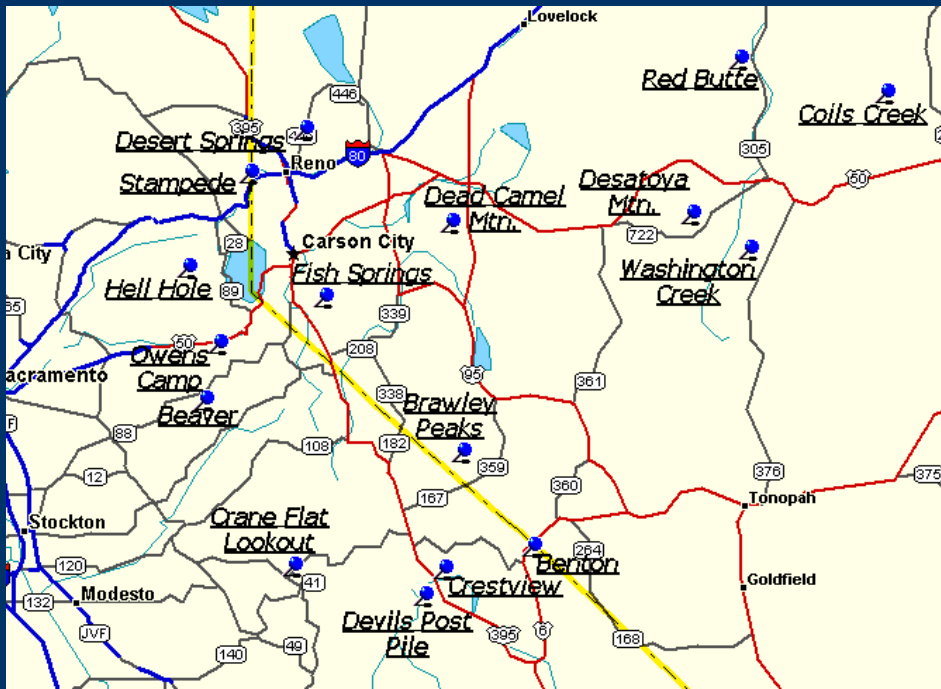 Lovelock
Red Butte
Coils Creek
446
395
Desert Springs
Reno
80
305
Stampede
50
Desatoya
Mtn.
Dead Camel
Mtn.
722
28
Carson City
a City
Hell Hole
Fish Springs
Washington
Creek
89
65
339
50
208
Owens
Camp
acramento
95
361
338
Beaver
Brawley
Peaks
88
108
182
359
12
167
360
376
375
Tonopah
Stockton
Crane Flat
Lookout
264
Benton
120
41
Crestview
Goldfield
132
Modesto
Devils Post
Pile
JVF
395
6
168
49
140